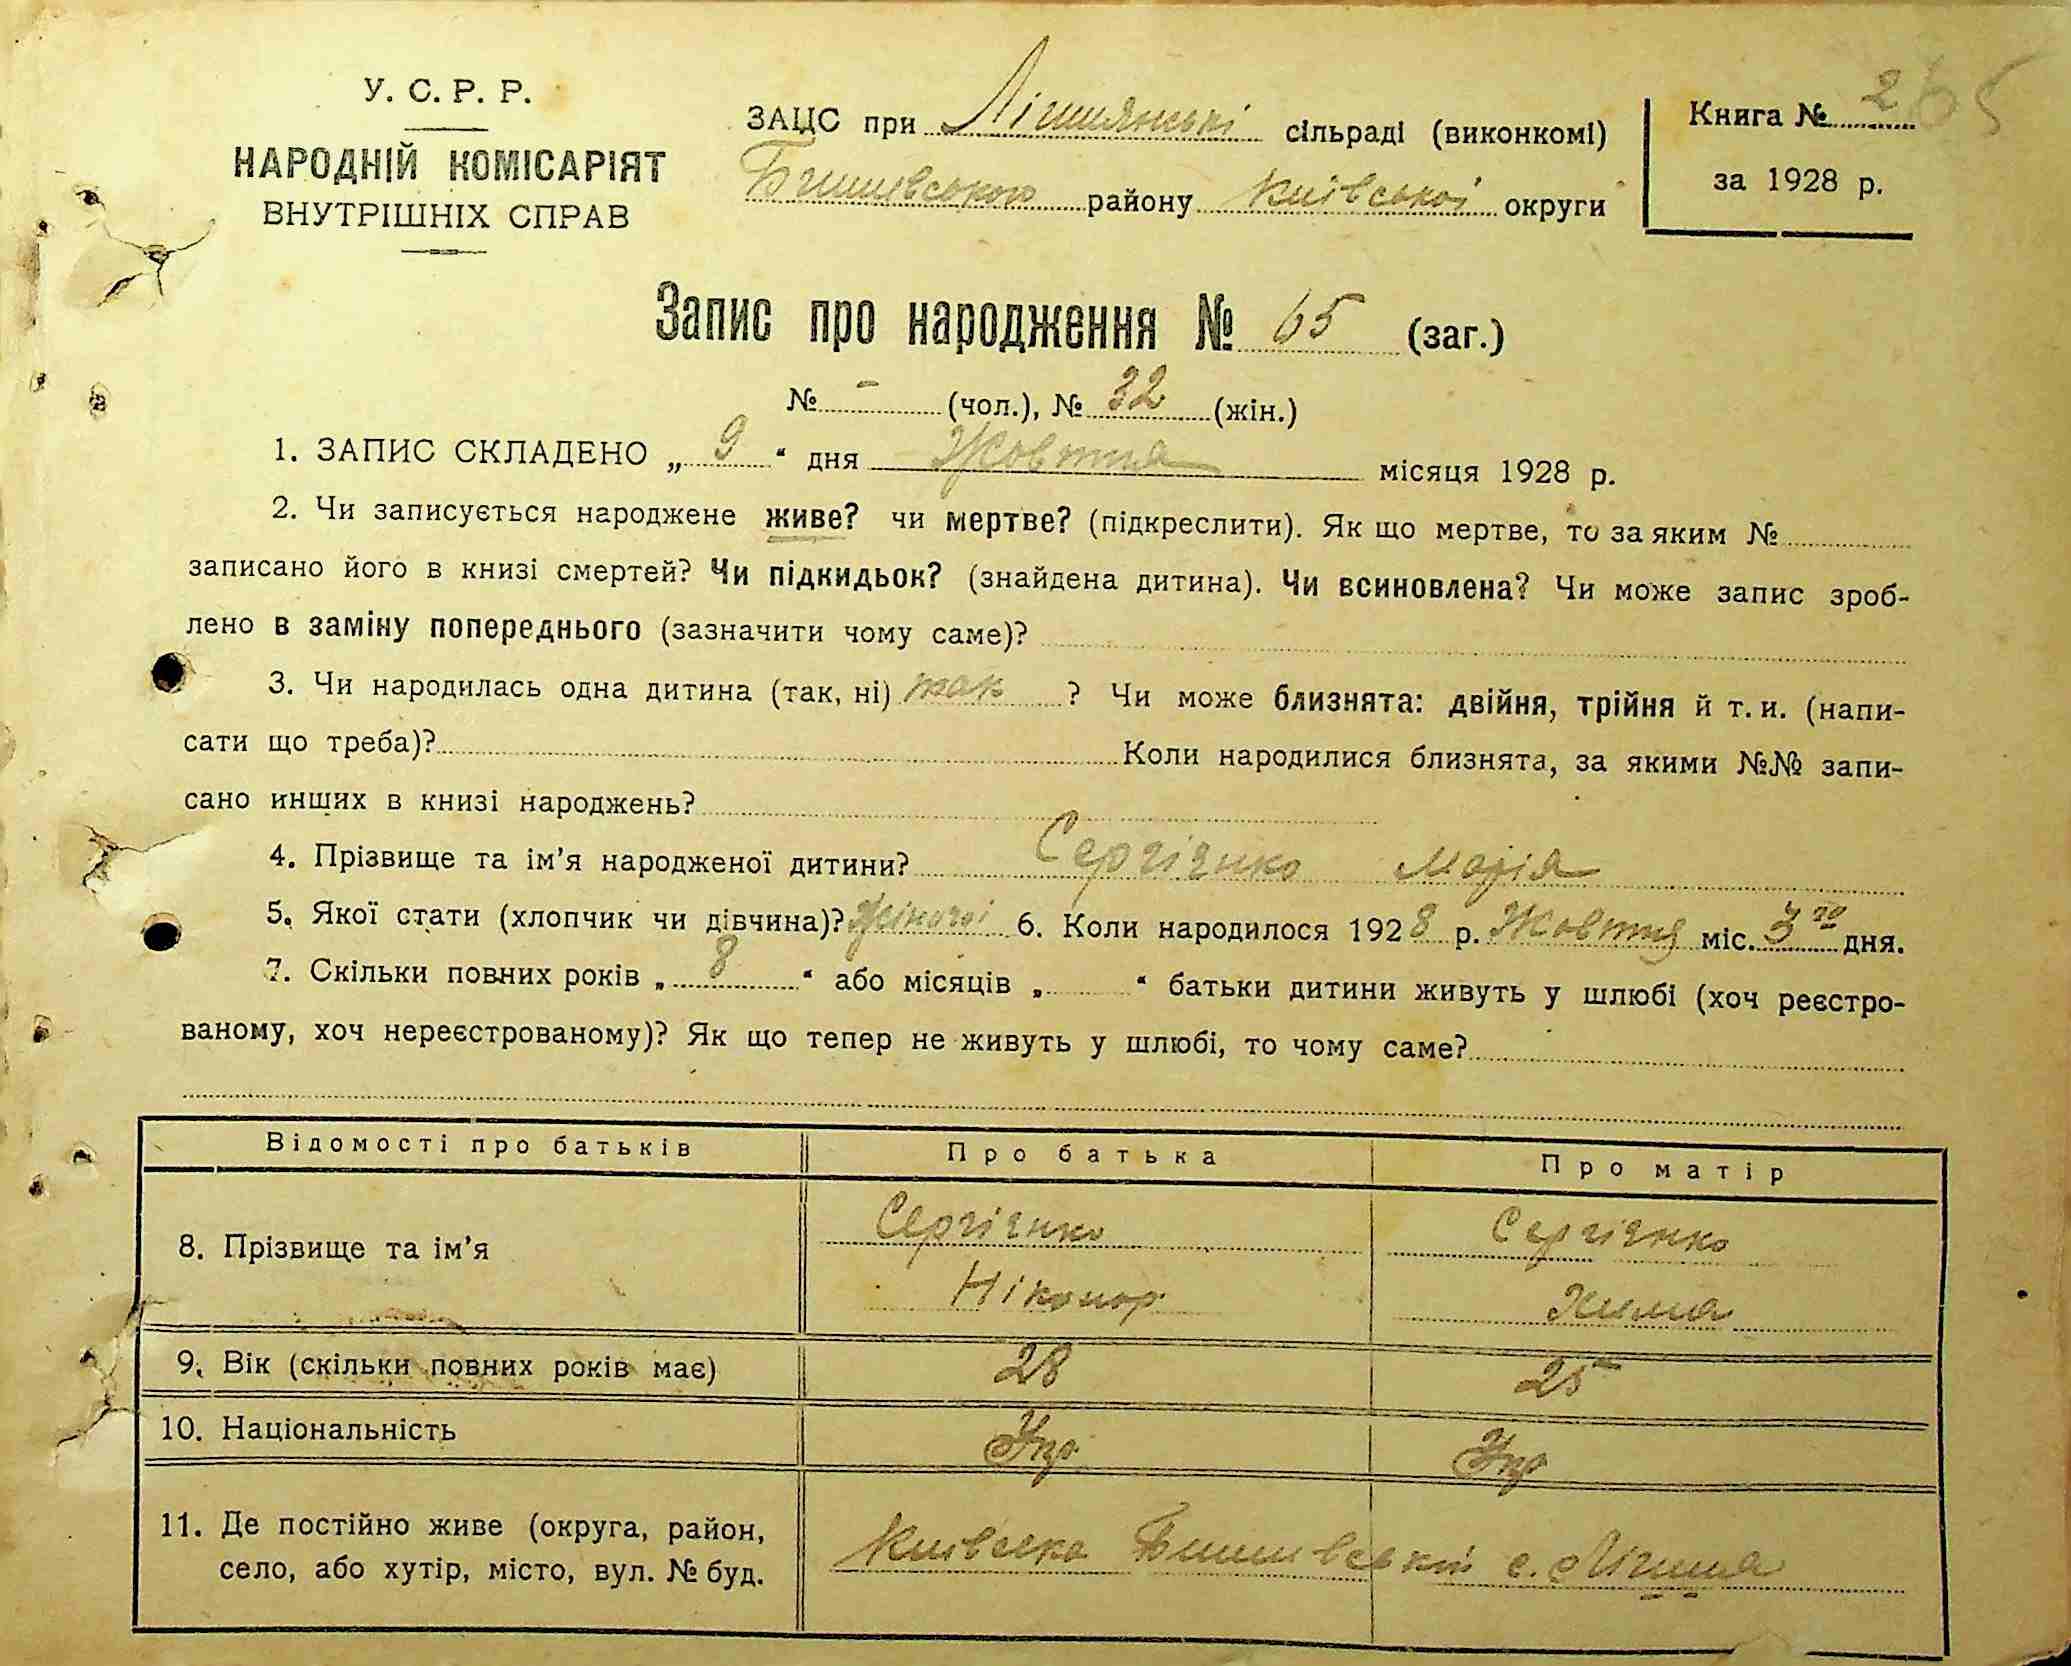 У. С. Р. Р.
НАРОДНІЙ КОМІСАРІЯТ
ВНУТРІШНІХ СПРАВ
ЗАЦС при сільраді (виконкомі)
району Київської округи
Книга № 2
за 1928 р.
Запис про народження № 65 (заг.)
№ - (чол.), № 32 (жін.)
1. ЗАПИС СКЛАДЕНО „ 9 “ дня Жовтня місяця 1928 р.
2. Чи записується народжене живе? чи мертве? (підкреслити). Як що мертве, то за яким №
записано його в книзі смертей? Чи підкидьок? (знайдена дитина). Чи всиновлена? Чи може запис зроб-
лено в заміну попереднього (зазначити чому саме)?
3. Чи народилась одна дитина (так, ні) так ? Чи може близнята: двійня, трійня й т. и. (напи-
сати що треба)? Коли народилися близнята, за якими №№ запи-
сано инших в книзі народжень?
4. Прізвище та ім’я народженої дитини? Сергієнко Марія
5. Якої стати (хлопчик чи дівчина)? жіночої 6. Коли народилося 1928 р. Жовтня міс. 3го дня.
7. Скільки повних років „ 8 “ або місяців „ “ батьки дитини живуть у шлюбі (хоч реєстро-
ваному, хоч нереєстрованому)? Як що тепер не живуть у шлюбі, то чому саме?
Відомості про батьків Про батька Про матір
8. Прізвище та ім’я Сергієнко Сергієнко
Ніконор
9. Вік (скільки повних років має) 28 25
10. Національність Укр Укр
11. Де постійно живе (округа, район,
село, або хутір, місто, вул. № буд. Київська с.